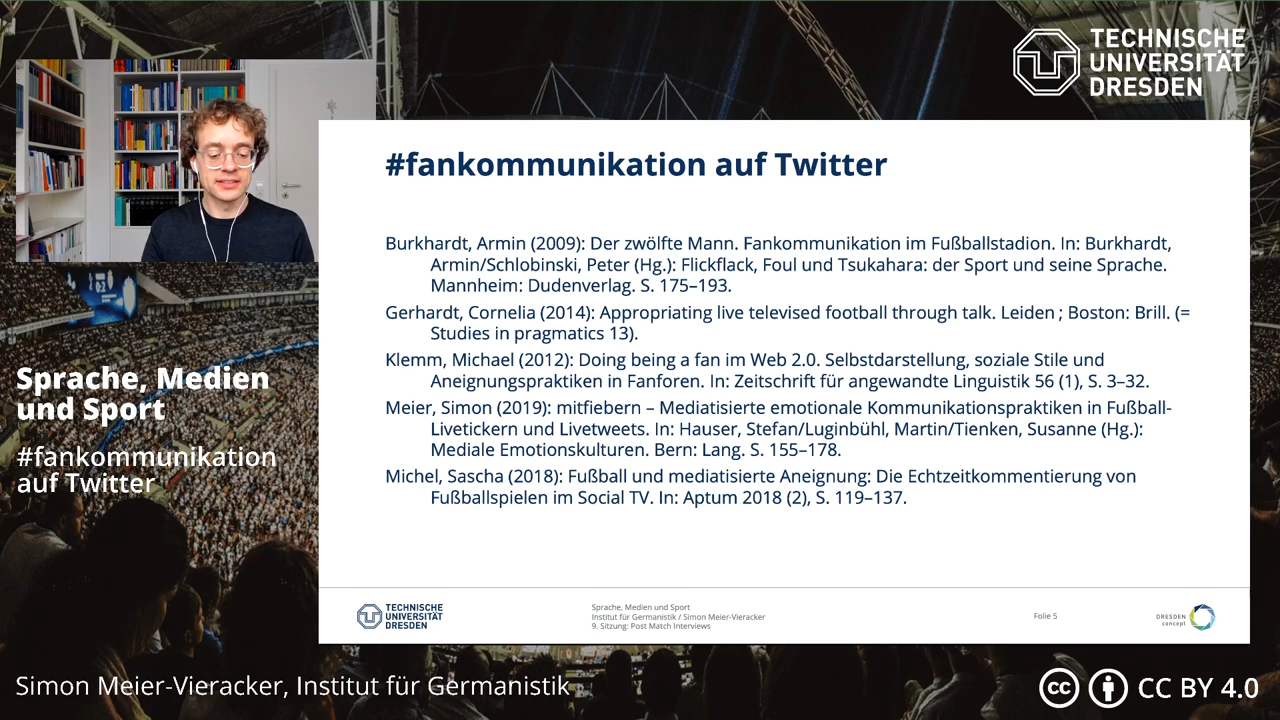 TECHNISCHE
UNIVERSITÄT
DRESDEN
#fankommunikation auf Twitter
Burkhardt, Armin (2009): Der zwölfte Mann. Fankommunikation im Fußballstadion. In: Burkhardt,
Armin/Schlobinski, Peter (Hg.): Flickflack, Foul und Tsukahara: der Sport und seine Sprache.
Mannheim: Dudenverlag. S. 175–193.
Gerhardt, Cornelia (2014): Appropriating live televised football through talk. Leiden ; Boston: Brill. (=
Studies in pragmatics 13).
Klemm, Michael (2012): Doing being a fan im Web 2.0. Selbstdarstellung, soziale Stile und
Aneignungspraktiken in Fanforen. In: Zeitschrift für angewandte Linguistik 56 (1), S. 3–32.
Meier, Simon (2019): mitfiebern – Mediatisierte emotionale Kommunikationspraktiken in Fußball-
Livetickern und Livetweets. In: Hauser, Stefan/Luginbühl, Martin/Tienken, Susanne (Hg.):
Mediale Emotionskulturen. Bern: Lang. S. 155–178.
Michel, Sascha (2018): Fußball und mediatisierte Aneignung: Die Echtzeitkommentierung von
Fußballspielen im Social TV. In: Aptum 2018 (2), S. 119–137.
Sprache, Medien
und Sport
#fankommunikation
auf Twitter
TECHNISCHE
UNIVERSITÄT
DRESDEN
Sprache, Medien und Sport
Institut für Germanistik / Simon Meier-Vieracker
9. Sitzung: Post Match Interviews
Folie 5
DRESDEN
concept
Simon Meier-Vieracker, Institut für Germanistik
cc CC BY 4.0